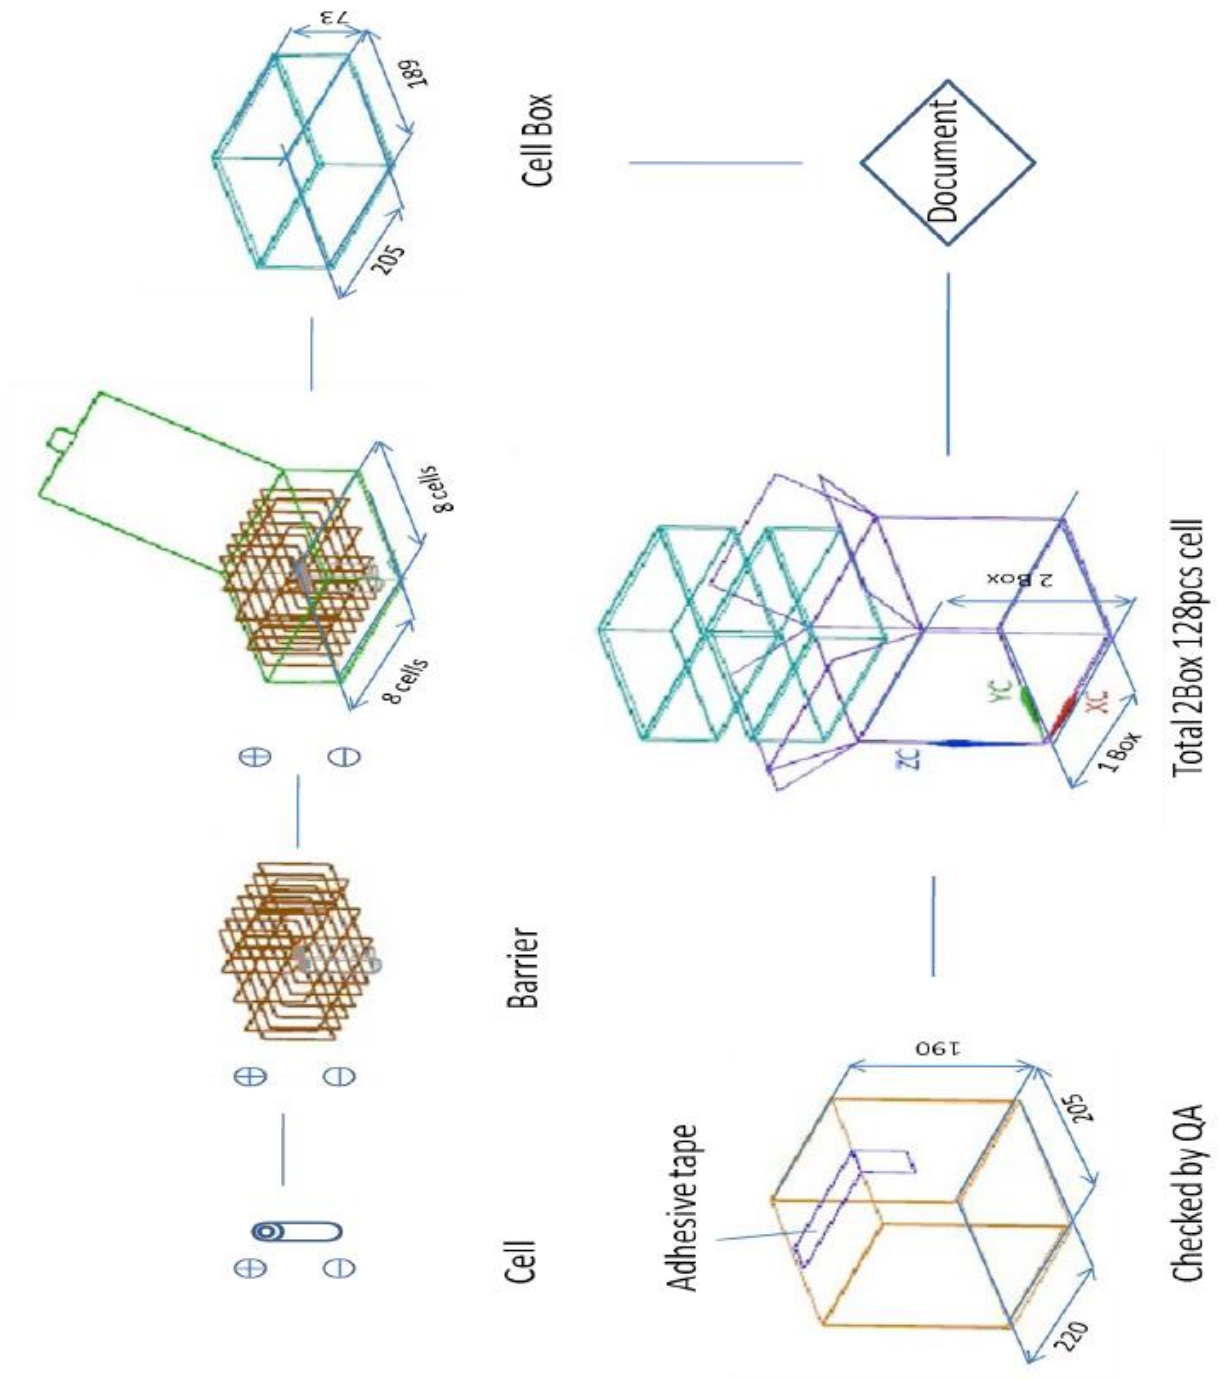 Cell
Barrier
8 cells
8 cells
205
189
73
Cell Box
Adhesive tape
220
205
190
Checked by QA
1 Box
2 Box
ZC
YC
XC
Total 2Box 128pcs cell
Document